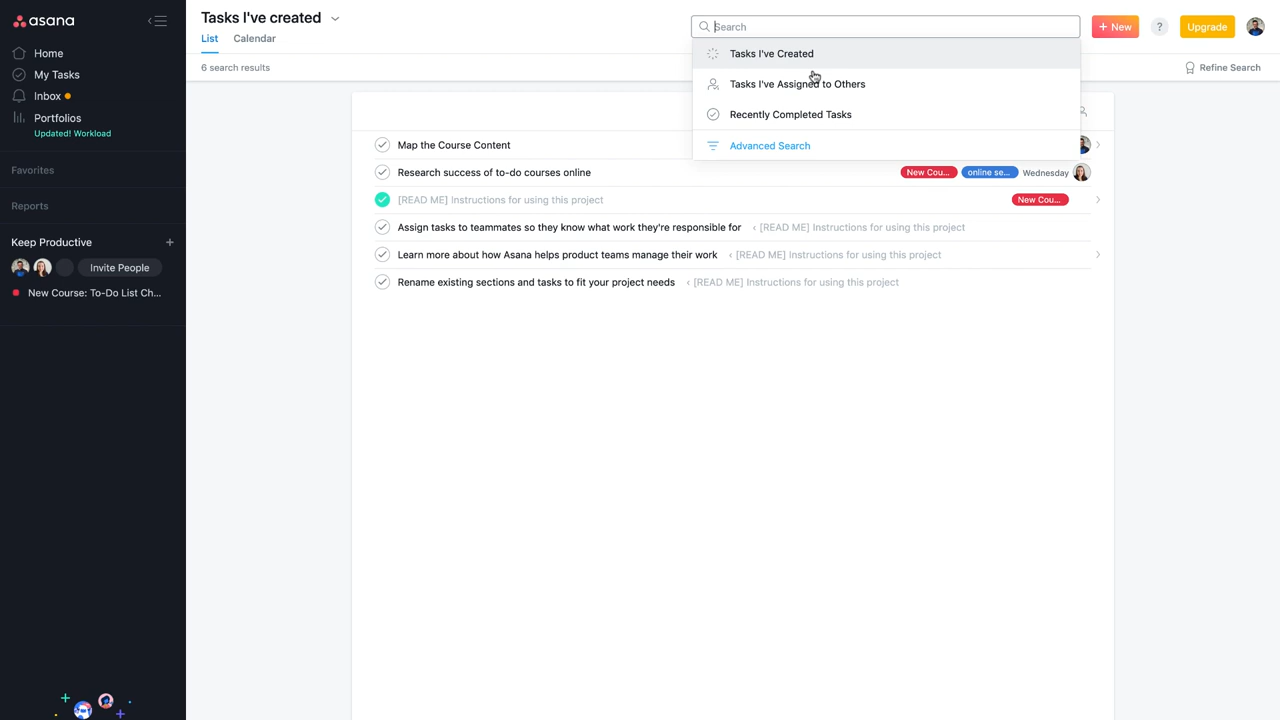 asana
Home
My Tasks
Inbox
Portfolios
Updated! Workload
Favorites
Reports
Keep Productive
Invite People
New Course: To-Do List Ch...
Tasks I've created
List
Calendar
6 search results
Search
+ New
?
Upgrade
Refine Search
Tasks I've Created
Tasks I've Assigned to Others
Recently Completed Tasks
Advanced Search
Map the Course Content
Research success of to-do courses online New Cou... online se... Wednesday
[READ ME] Instructions for using this project New Cou...
Assign tasks to teammates so they know what work they're responsible for ‹ [READ ME] Instructions for using this project
Learn more about how Asana helps product teams manage their work ‹ [READ ME] Instructions for using this project
Rename existing sections and tasks to fit your project needs ‹ [READ ME] Instructions for using this project